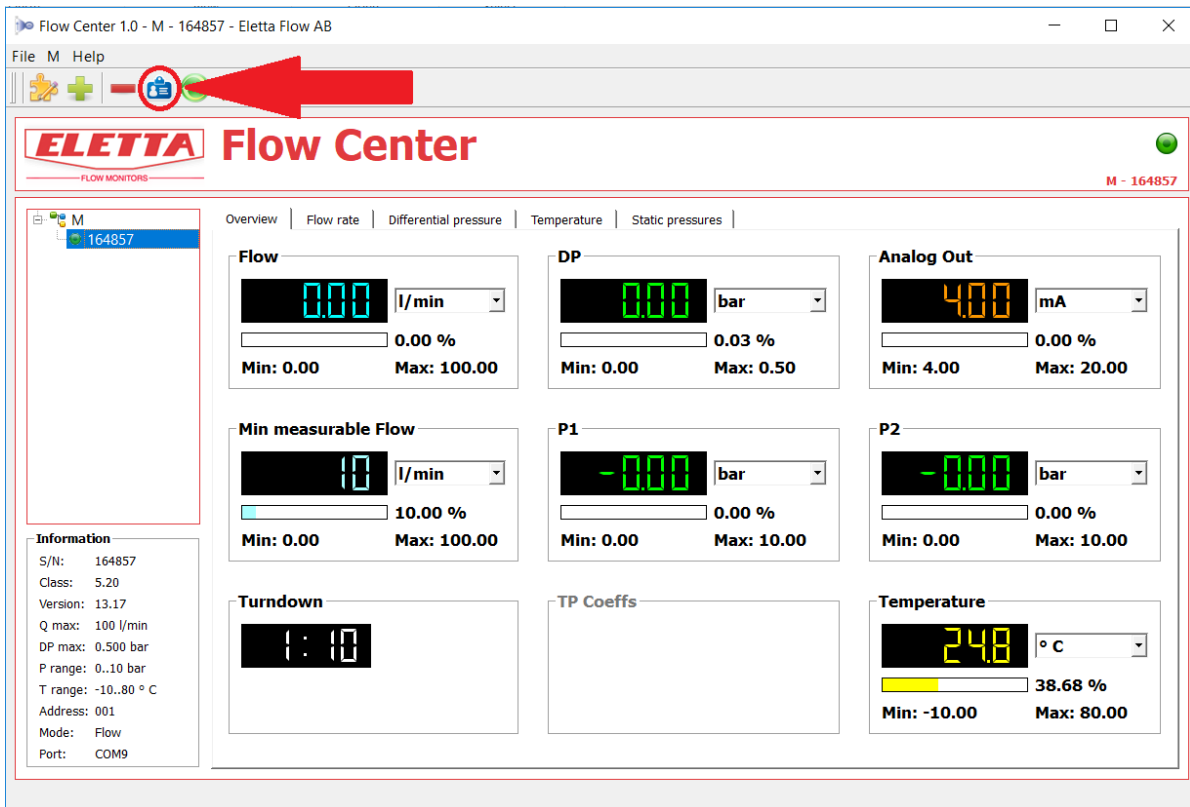 Flow Center 1.0 - M - 164857 - Eletta Flow AB
File M Help
ELETTA
FLOW MONITORS
Flow Center
M - 164857
M
164857
Overview Flow rate Differential pressure Temperature Static pressures
Flow
0.00 l/min
0.00 %
Min: 0.00 Max: 100.00
DP
0.00 bar
0.03 %
Min: 0.00 Max: 0.50
Analog Out
4.00 mA
0.00 %
Min: 4.00 Max: 20.00
Min measurable Flow
10 l/min
10.00 %
Min: 0.00 Max: 100.00
P1
-0.00 bar
0.00 %
Min: 0.00 Max: 10.00
P2
-0.00 bar
0.00 %
Min: 0.00 Max: 10.00
Turndown
1:10
TP Coeffs
Temperature
24.8 ° C
38.68 %
Min: -10.00 Max: 80.00
Information
S/N: 164857
Class: 5.20
Version: 13.17
Q max: 100 l/min
DP max: 0.500 bar
P range: 0..10 bar
T range: -10..80 ° C
Address: 001
Mode: Flow
Port: COM9